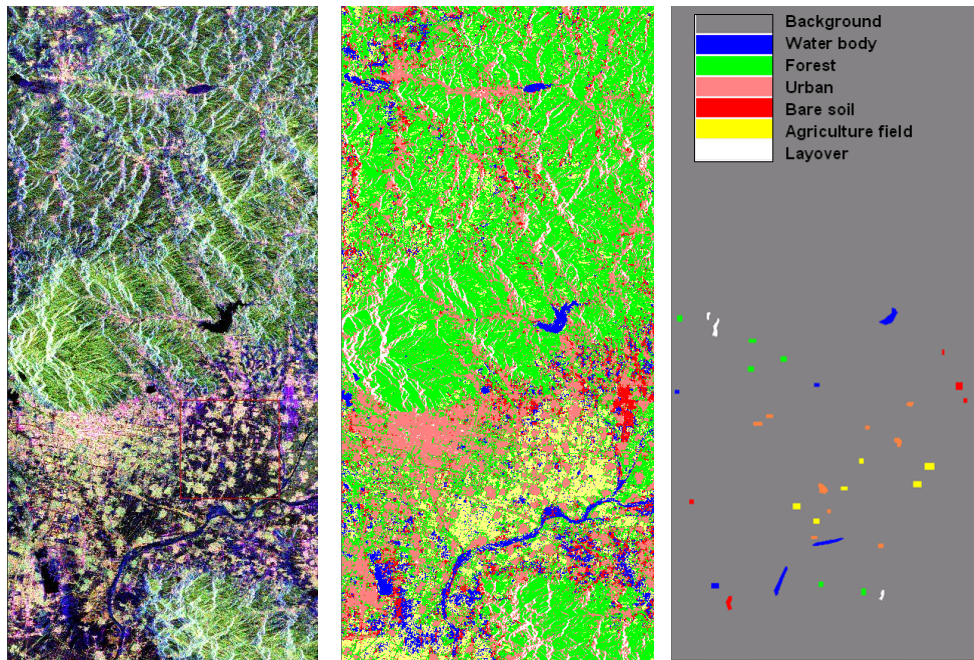 Background
Water body
Forest
Urban
Bare soil
Agriculture field
Layover